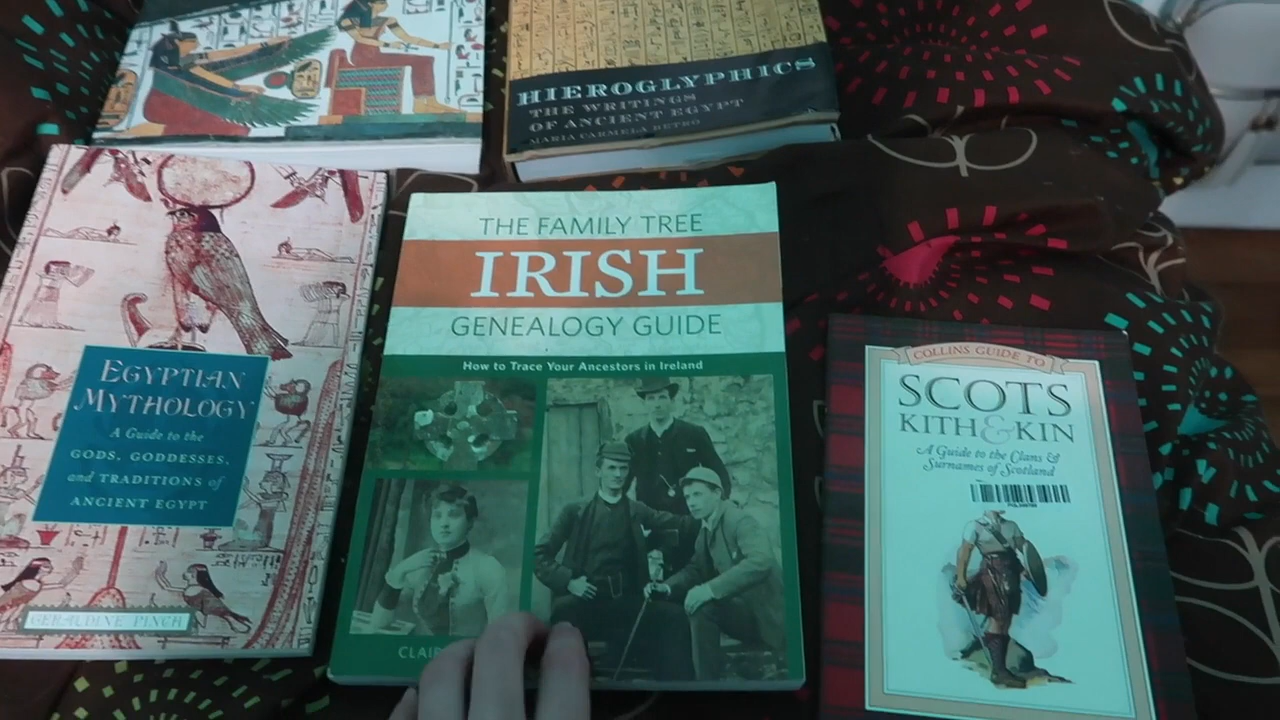 HIEROGLYPHICS
THE WRITINGS
OF ANCIENT EGYPT
MARIA CARMELA BETRO
EGYPTIAN
MYTHOLOGY
A Guide to the
GODS, GODDESSES,
and TRADITIONS of
ANCIENT EGYPT
GERALDINE PINCH
THE FAMILY TREE
IRISH
GENEALOGY GUIDE
How to Trace Your Ancestors in Ireland
COLLINS GUIDE TO
SCOTS
KITH & KIN
A Guide to the Clans &
Surnames of Scotland